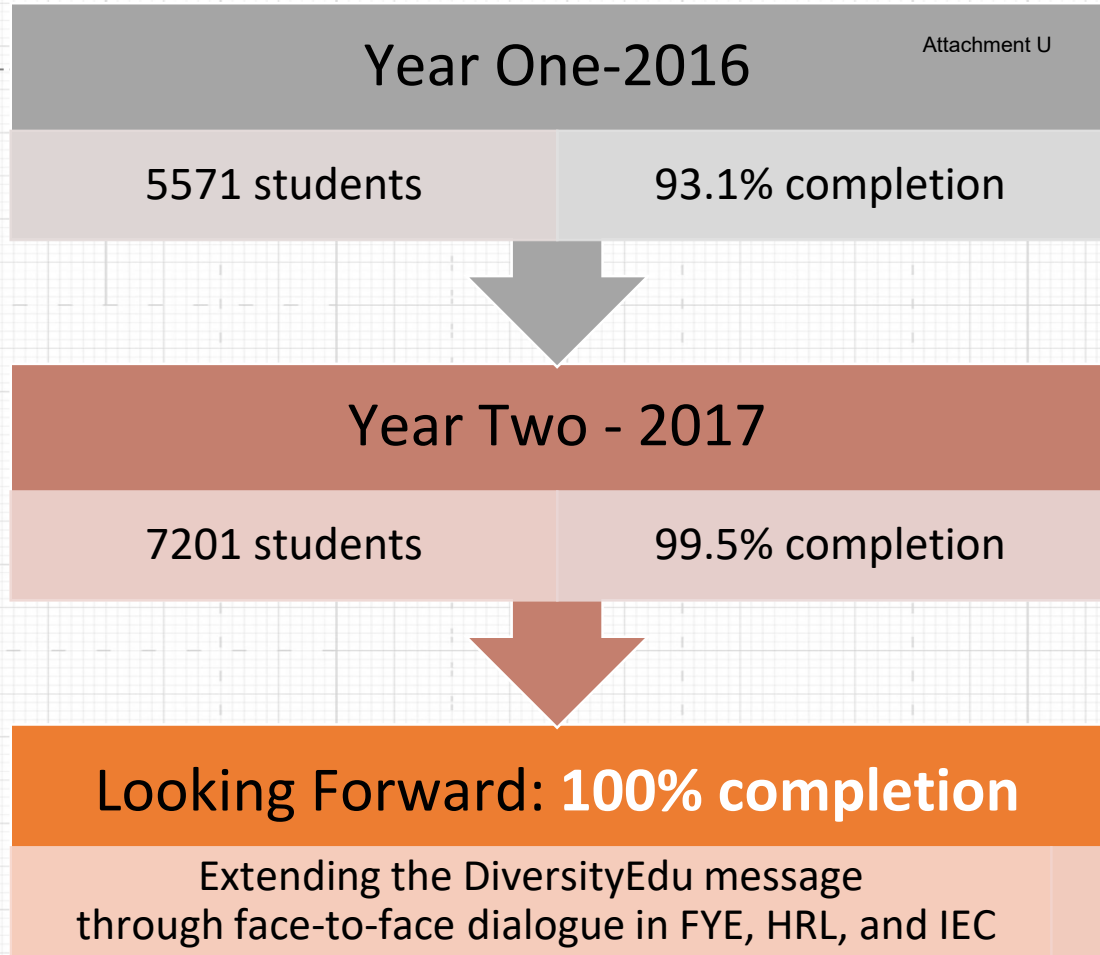 Attachment U
Year One-2016
5571 students
93.1% completion
Year Two - 2017
7201 students
99.5% completion
Looking Forward: 100% completion
Extending the DiversityEdu message
through face-to-face dialogue in FYE, HRL, and IEC